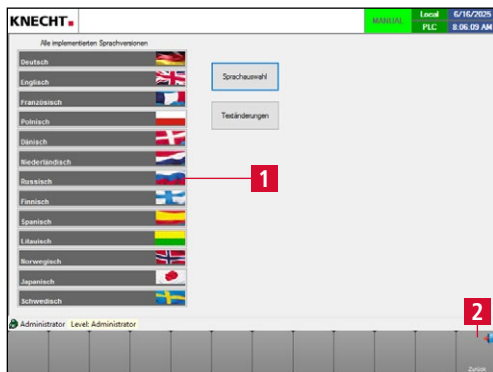 KNECHT
MANUAL
Local 6/16/2025
PLC 8:06:09 AM
Alle implementierten Sprachversionen
Deutsch
Englisch
Französisch
Polnisch
Dänisch
Niederländisch
Russisch
Finnisch
Spanisch
Litauisch
Norwegisch
Japanisch
Schwedisch
Sprachauswahl
Textänderungen
1
Administrator Level: Administrator
2
Zurück